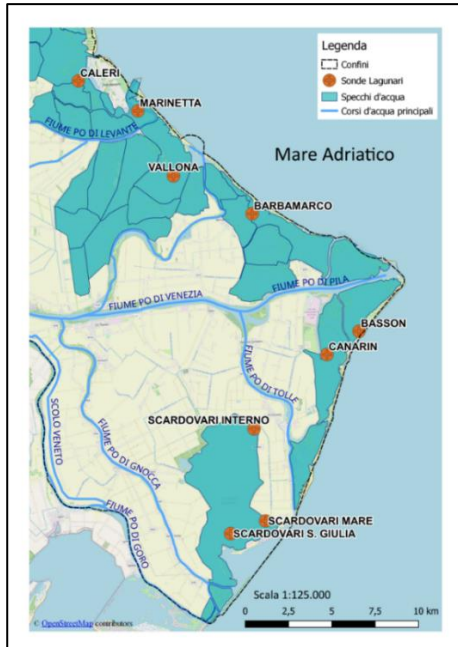 Legenda
Confini
Sonde Lagunari
Specchi d'acqua
Corsi d'acqua principali
CALERI
MARINETTA
FIUME PO DI LEVANTE
Mare Adriatico
VALLONA
BARBAMARCO
FIUME PO DI PILA
FIUME PO DI VENEZIA
BASSON
CANARIN
FIUME PO DI TOLLE
SCARDOVARI INTERNO
SCOLO VENETO
FIUME PO DI GNOCCA
SCARDOVARI MARE
SCARDOVARI S. GIULIA
FIUME PO DI GORO
Scala 1:125.000
0 2,5 5 7,5 10 km
© OpenStreetMap contributors